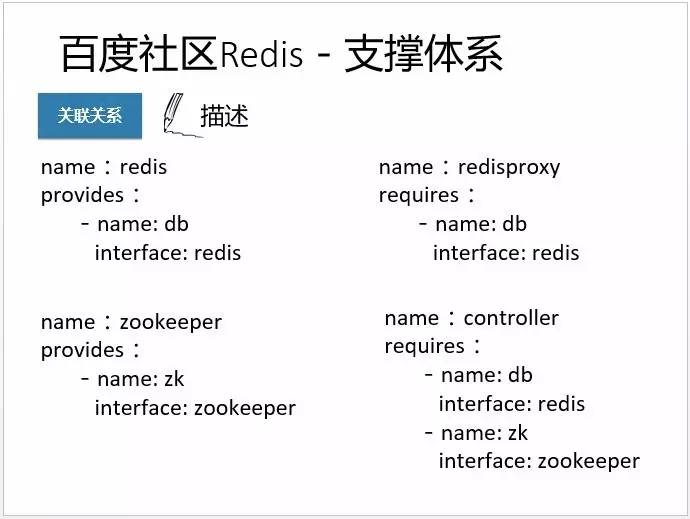 百度社区Redis - 支撑体系
关联关系
描述
name：redis
provides：
- name: db
interface: redis
name：redisproxy
requires：
- name: db
interface: redis
name：zookeeper
provides：
- name: zk
interface: zookeeper
name：controller
requires：
- name: db
interface: redis
- name: zk
interface: zookeeper